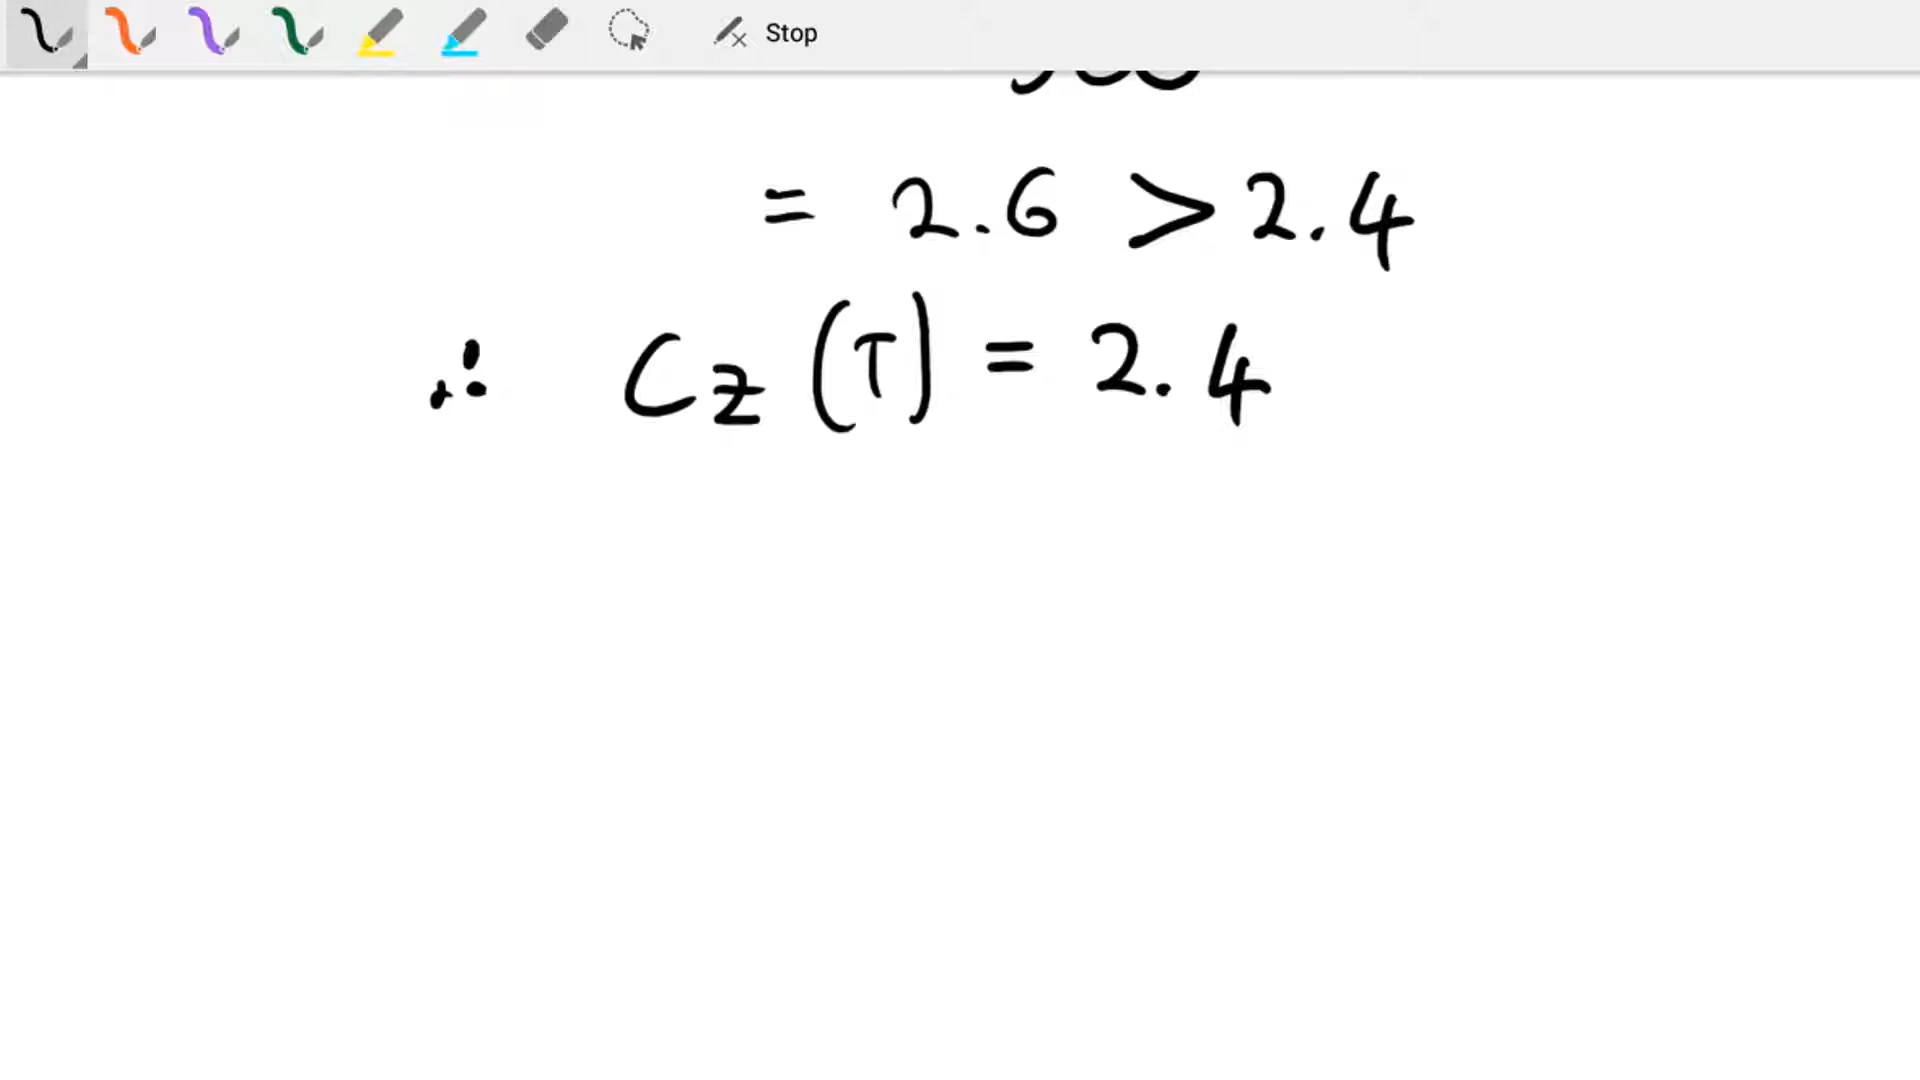 Stop
= 2.6 > 2.4
∴ Cz (T) = 2.4